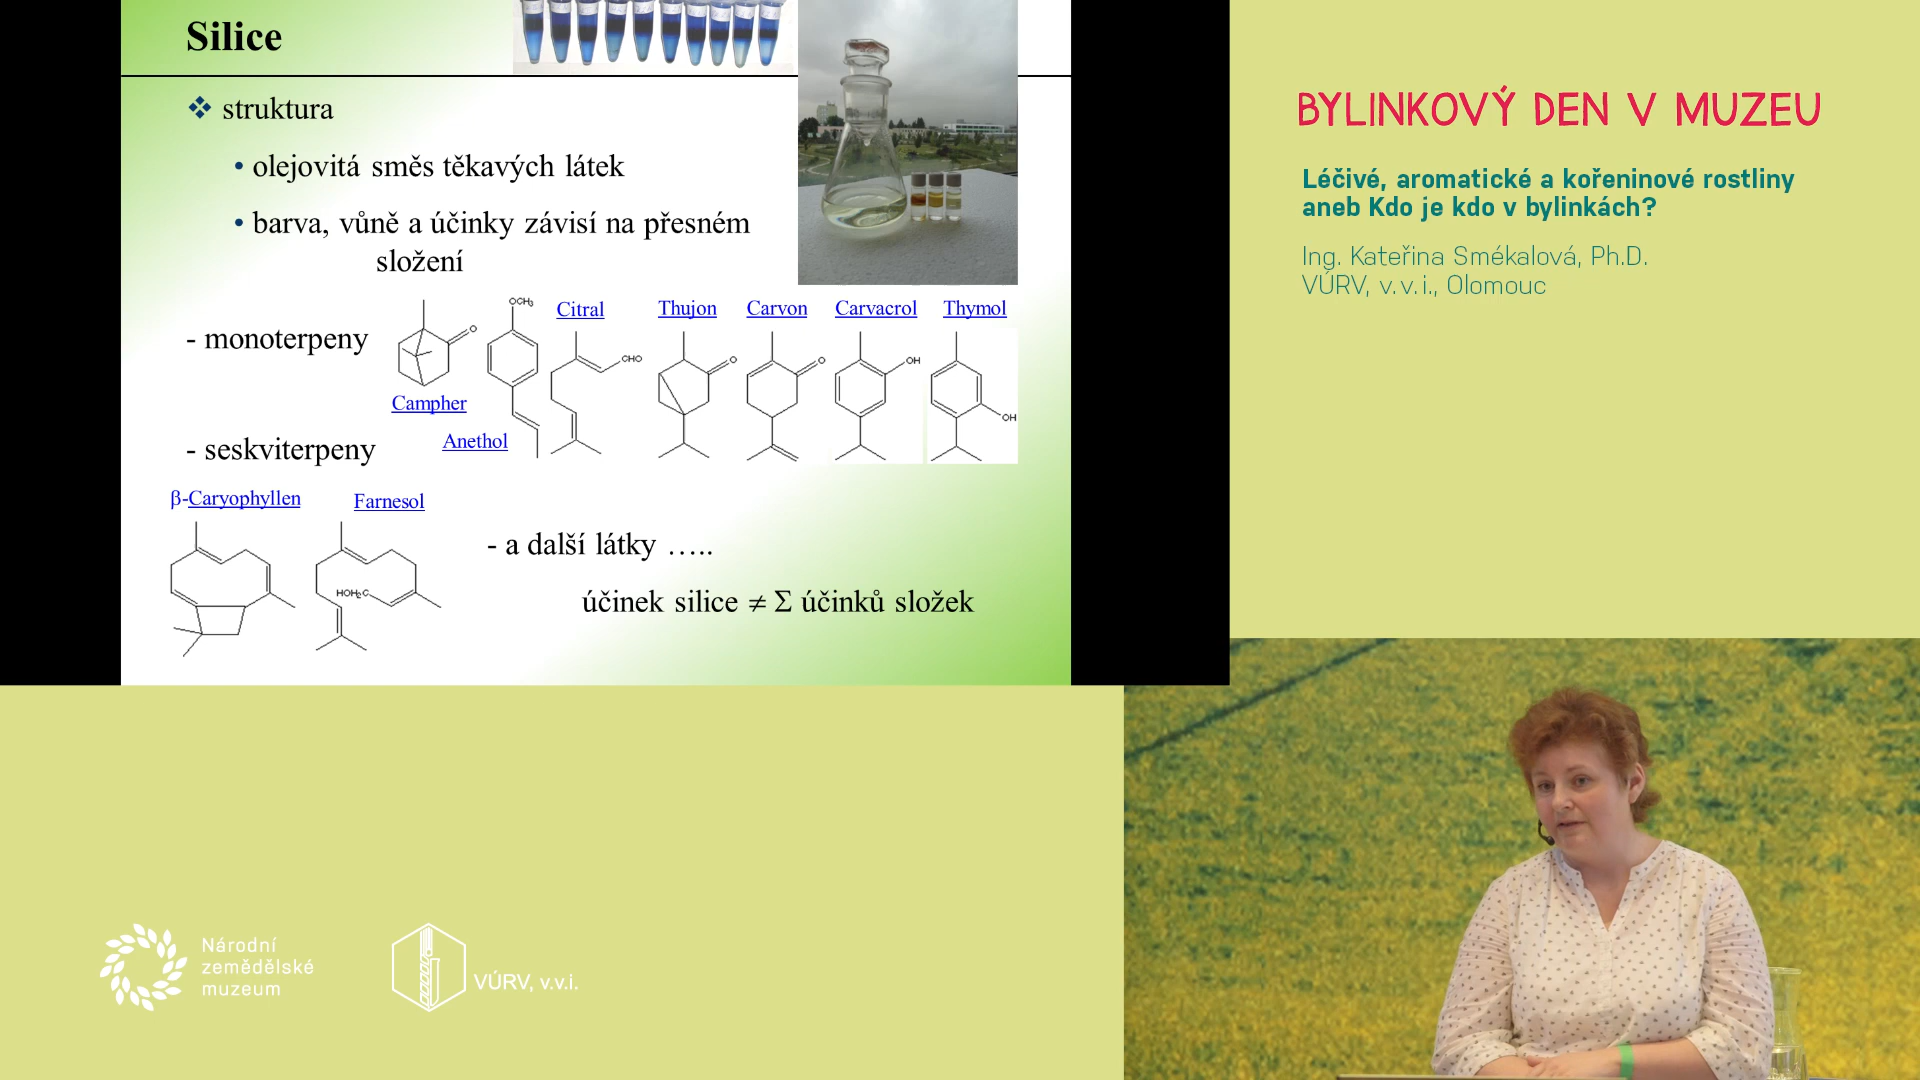 Silice
❖ struktura
• olejovitá směs těkavých látek
• barva, vůně a účinky závisí na přesném
složení
- monoterpeny
OCH3
Citral
Thujon
Carvon
Carvacrol
Thymol
O
CHO
O
O
OH
OH
Campher
Anethol
- seskviterpeny
β-Caryophyllen
Farnesol
HOH2C
- a další látky …..
účinek silice ≠ Σ účinků složek
BYLINKOVÝ DEN V MUZEU
Léčivé, aromatické a kořeninové rostliny
aneb Kdo je kdo v bylinkách?
Ing. Kateřina Smékalová, Ph.D.
VÚRV, v. v. i., Olomouc
Národní
zemědělské
muzeum
VÚRV, v.v.i.